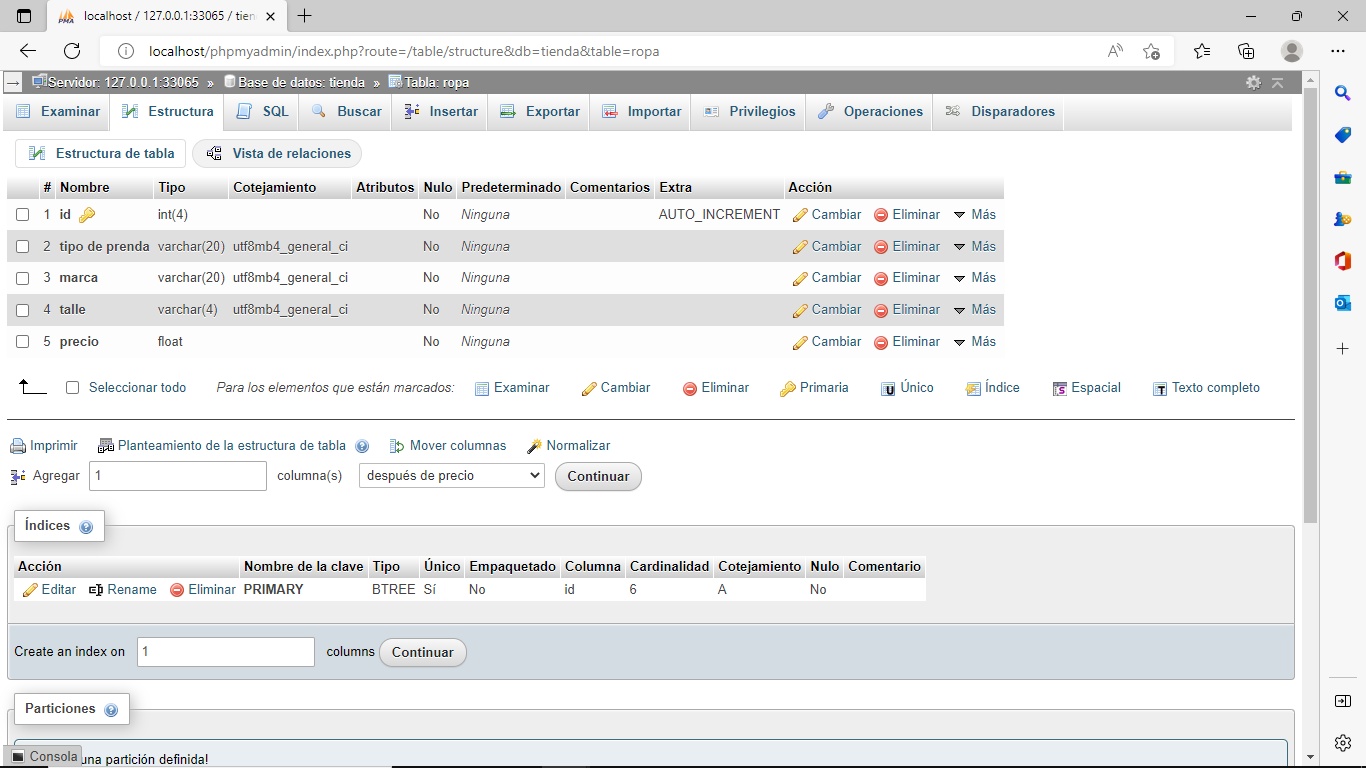 localhost / 127.0.0.1:33065 / tien
localhost/phpmyadmin/index.php?route=/table/structure&db=tienda&table=ropa
Servidor: 127.0.0.1:33065 » Base de datos: tienda » Tabla: ropa
Examinar Estructura SQL Buscar Insertar Exportar Importar Privilegios Operaciones Disparadores
Estructura de tabla Vista de relaciones
# Nombre Tipo Cotejamiento Atributos Nulo Predeterminado Comentarios Extra Acción
1 id int(4) No Ninguna AUTO_INCREMENT Cambiar Eliminar Más
2 tipo de prenda varchar(20) utf8mb4_general_ci No Ninguna Cambiar Eliminar Más
3 marca varchar(20) utf8mb4_general_ci No Ninguna Cambiar Eliminar Más
4 talle varchar(4) utf8mb4_general_ci No Ninguna Cambiar Eliminar Más
5 precio float No Ninguna Cambiar Eliminar Más
Seleccionar todo Para los elementos que están marcados: Examinar Cambiar Eliminar Primaria Único Índice Espacial Texto completo
Imprimir Planteamiento de la estructura de tabla Mover columnas Normalizar
Agregar 1 columna(s) después de precio Continuar
Índices
Acción Nombre de la clave Tipo Único Empaquetado Columna Cardinalidad Cotejamiento Nulo Comentario
Editar Rename Eliminar PRIMARY BTREE Sí No id 6 A No
Create an index on 1 columns Continuar
Particiones
Consola una partición definida!